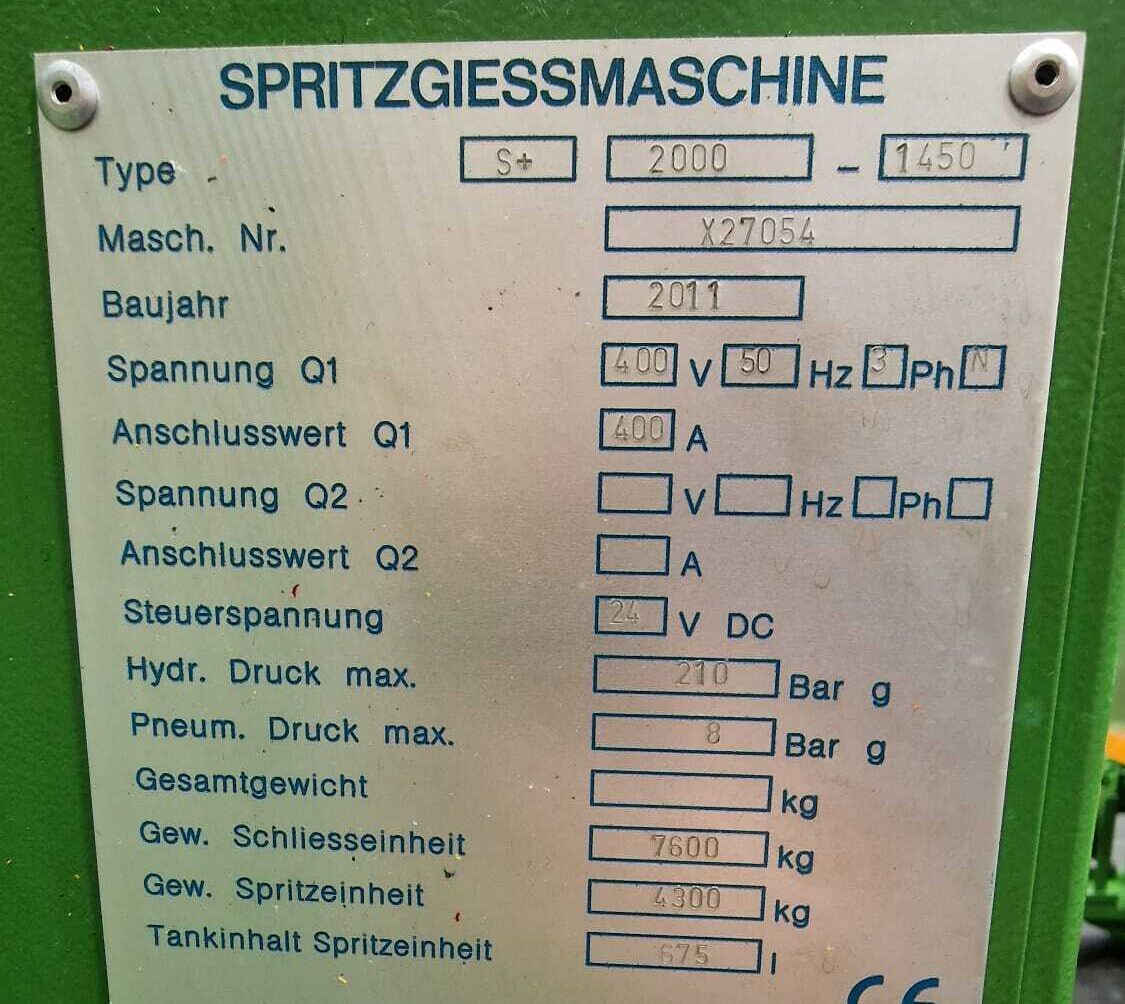 SPRITZGIESSMASCHINE
Type S+ 2000 - 1450
Masch. Nr. X27054
Baujahr 2011
Spannung Q1 400 V 50 Hz 3 Ph N
Anschlusswert Q1 400 A
Spannung Q2 V Hz Ph
Anschlusswert Q2 A
Steuerspannung 24 V DC
Hydr. Druck max. 210 Bar g
Pneum. Druck max. 8 Bar g
Gesamtgewicht kg
Gew. Schliesseinheit 7600 kg
Gew. Spritzeinheit 4300 kg
Tankinhalt Spritzeinheit 675 l
CE